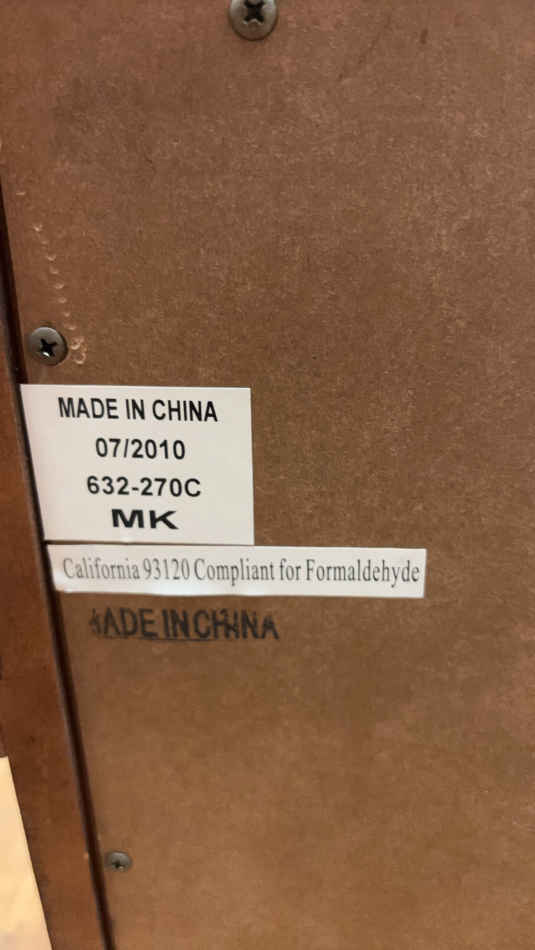 MADE IN CHINA
07/2010
632-270C
MK
California 93120 Compliant for Formaldehyde
MADE IN CHINA